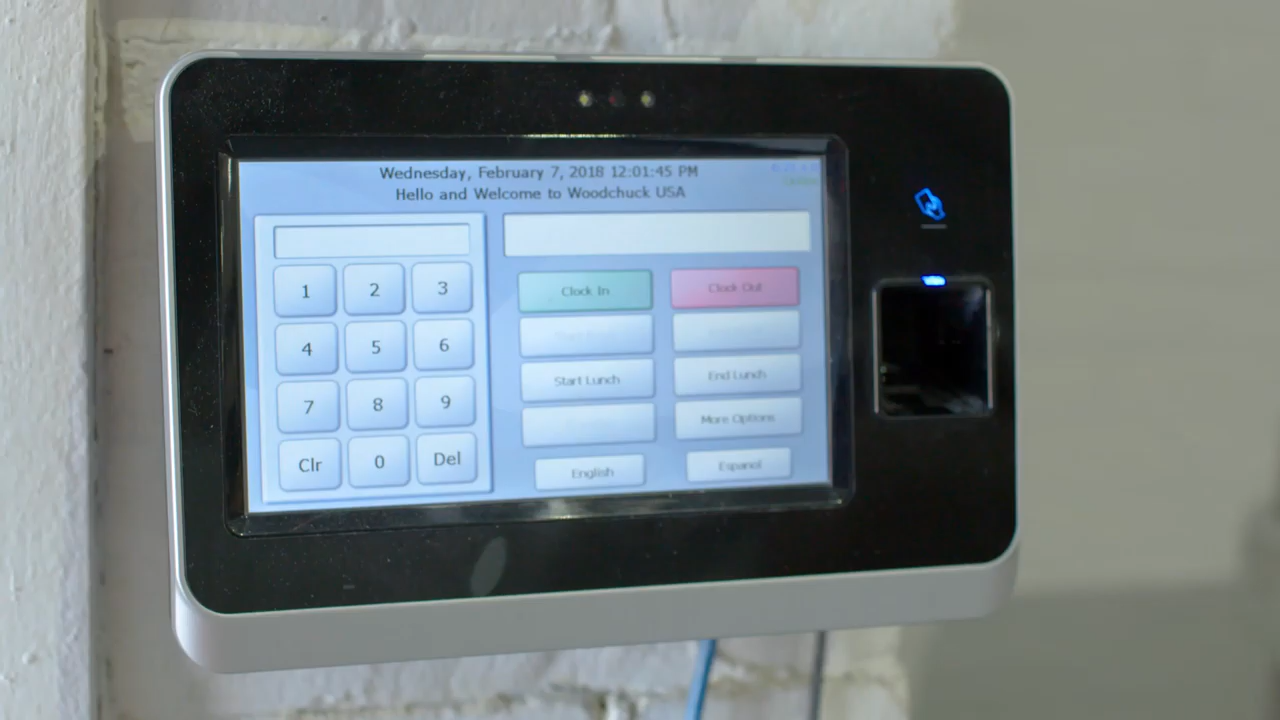 Wednesday, February 7, 2018 12:01:45 PM
Hello and Welcome to Woodchuck USA
1 2 3
4 5 6
7 8 9
Clr 0 Del
Clock In Clock Out
Start Lunch End Lunch
More Options
English Espanol